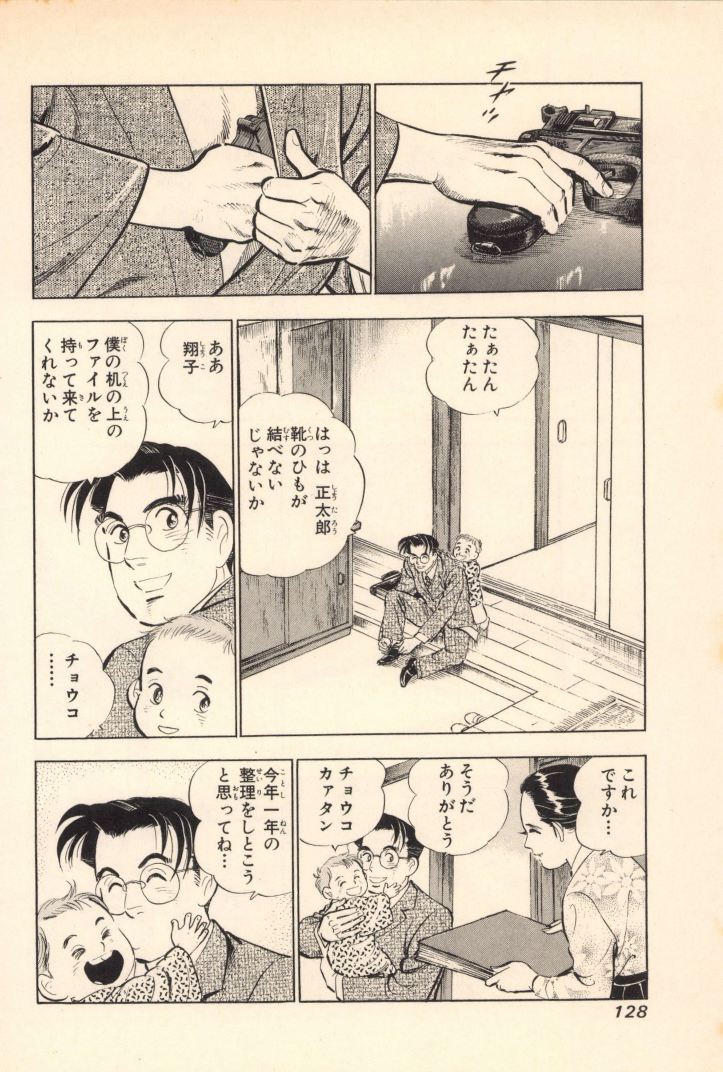 チャ
たぁたん
たぁたん
はっは 正太郎
靴のひもが
結べない
じゃないか
ああ
翔子
僕の机の上の
ファイルを
持って来て
くれないか
チョウコ
……
これ
ですか…
そうだ
ありがとう
チョウコ
カァタン
今年一年の
整理をしとこう
と思ってね…
128